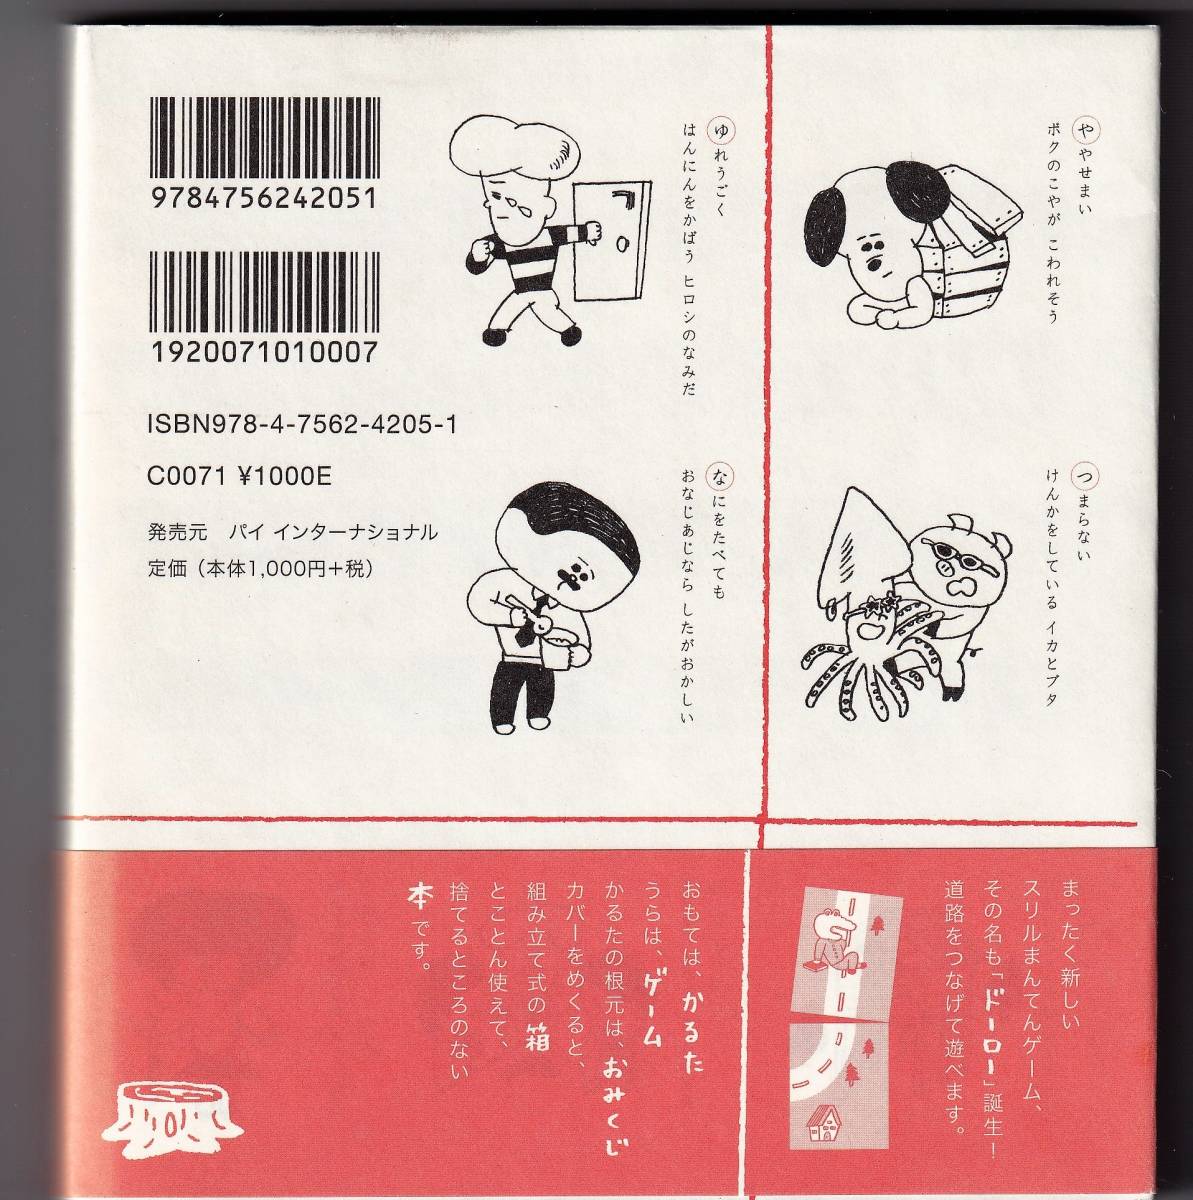 9784756242051
1920071010007
ISBN978-4-7562-4205-1
C0071 ¥1000E
発売元　パイ インターナショナル
定価（本体1,000円+税）
ややせまい
ボクのこやが こわれそう
ゆれうごく
はんにんをかばう ヒロシのなみだ
つまらない
けんかをしている イカとブタ
なにをたべても
おなじあじなら したがおかしい
まったく新しい
スリルまんてんゲーム、
その名も「ドーロー」誕生！
道路をつなげて遊べます。
おもては、かるた
うらは、ゲーム
かるたの根元は、おみくじ
カバーをめくると、
組み立て式の箱
とことん使えて、
捨てるところのない
本です。